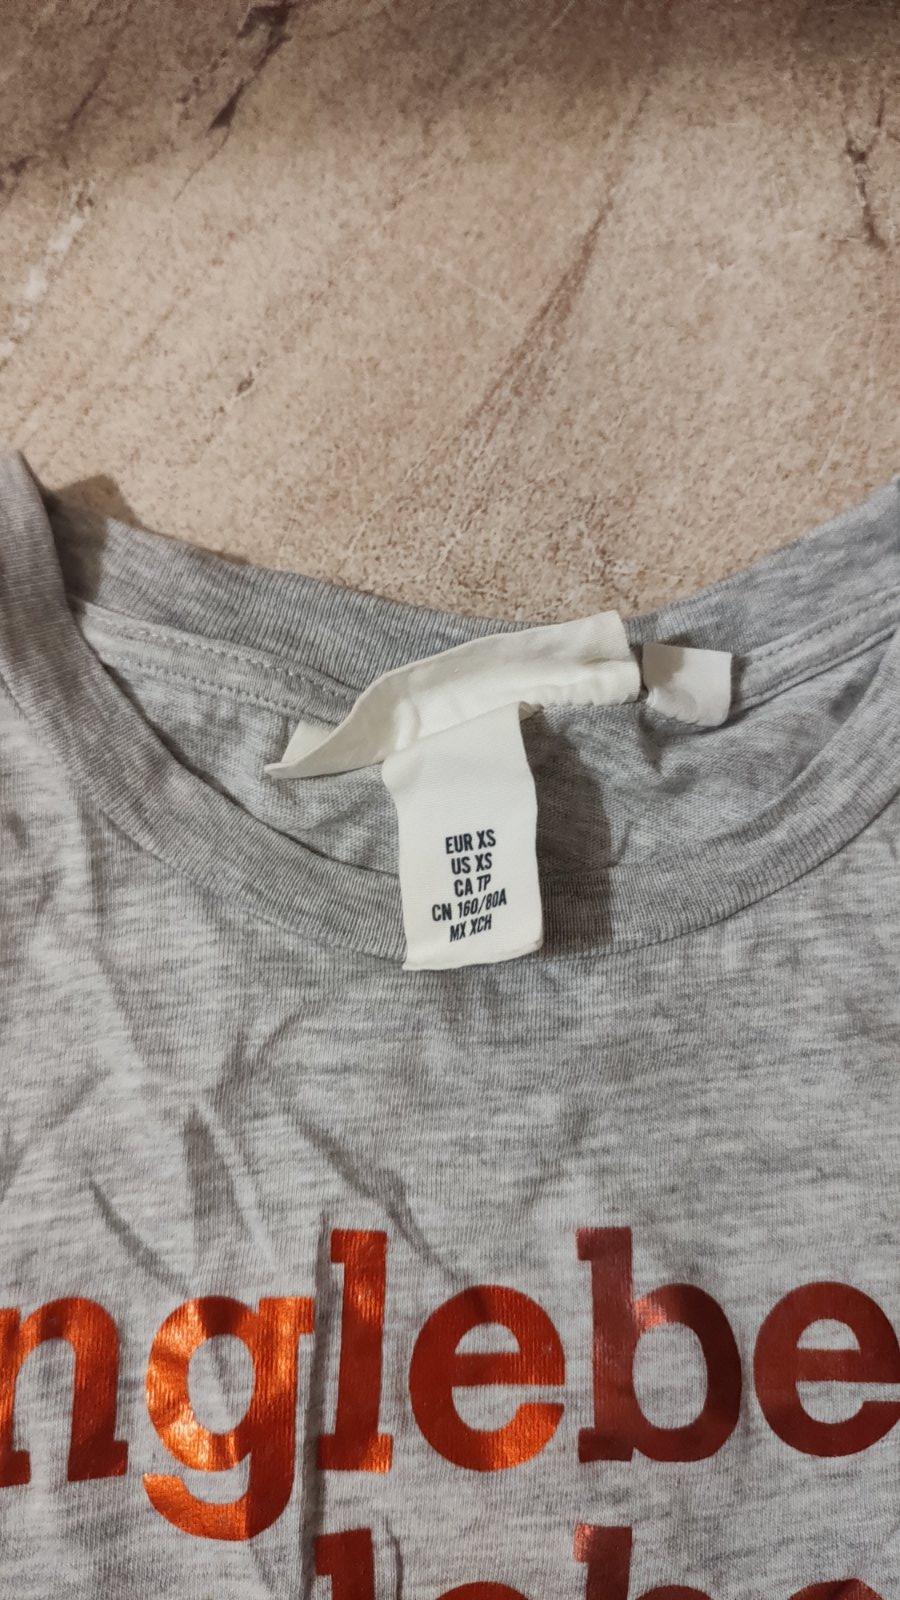 EUR XS
US XS
CA TP
CN 160/80A
MX XCH
nglebe